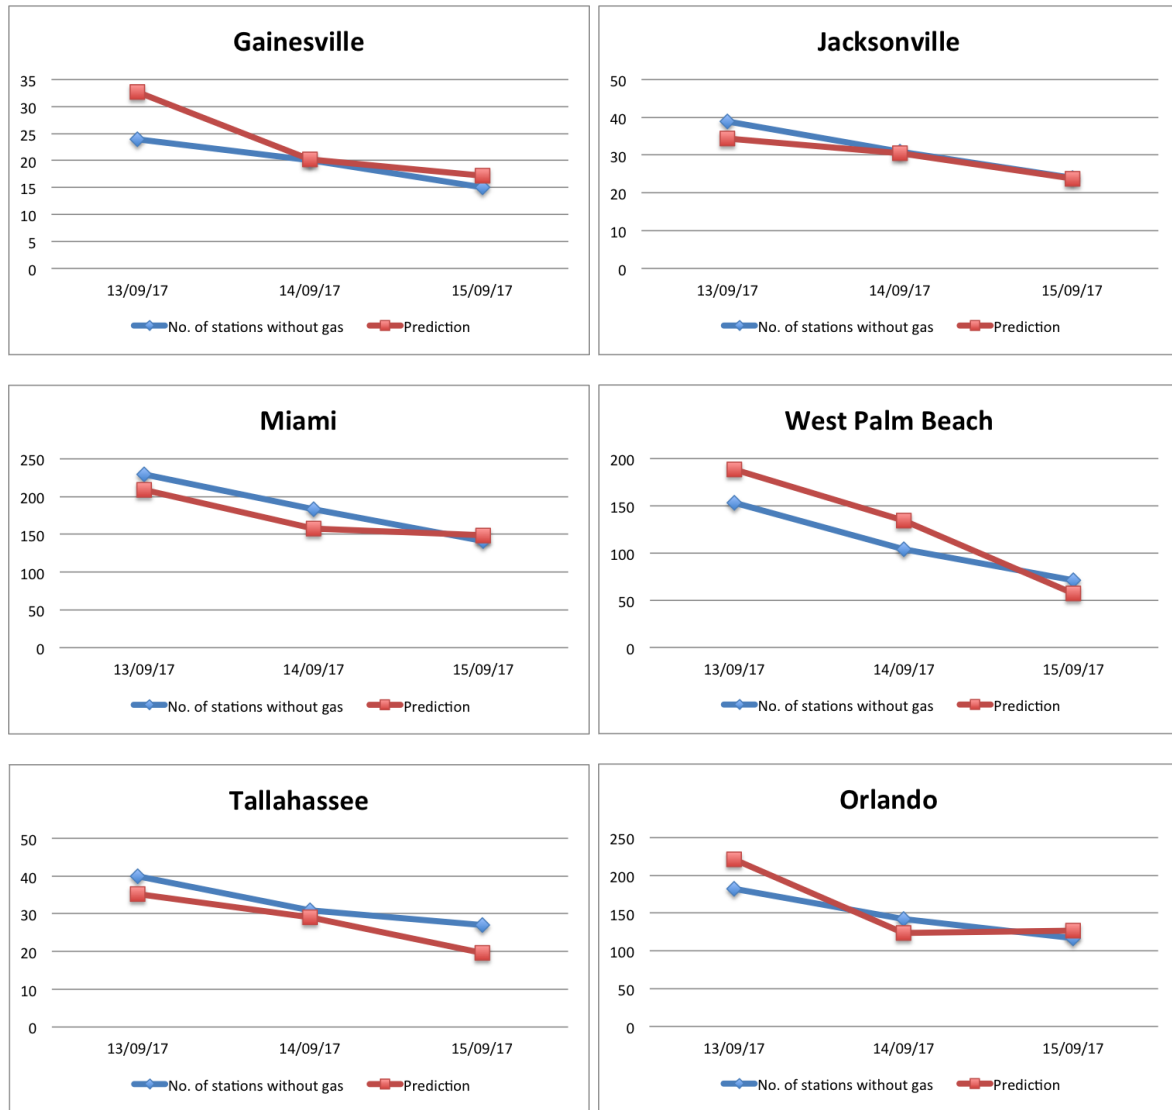 Gainesville
35
30
25
20
15
10
5
0
13/09/17 14/09/17 15/09/17
No. of stations without gas Prediction
Jacksonville
50
40
30
20
10
0
13/09/17 14/09/17 15/09/17
No. of stations without gas Prediction
Miami
250
200
150
100
50
0
13/09/17 14/09/17 15/09/17
No. of stations without gas Prediction
West Palm Beach
200
150
100
50
0
13/09/17 14/09/17 15/09/17
No. of stations without gas Prediction
Tallahassee
50
40
30
20
10
0
13/09/17 14/09/17 15/09/17
No. of stations without gas Prediction
Orlando
250
200
150
100
50
0
13/09/17 14/09/17 15/09/17
No. of stations without gas Prediction